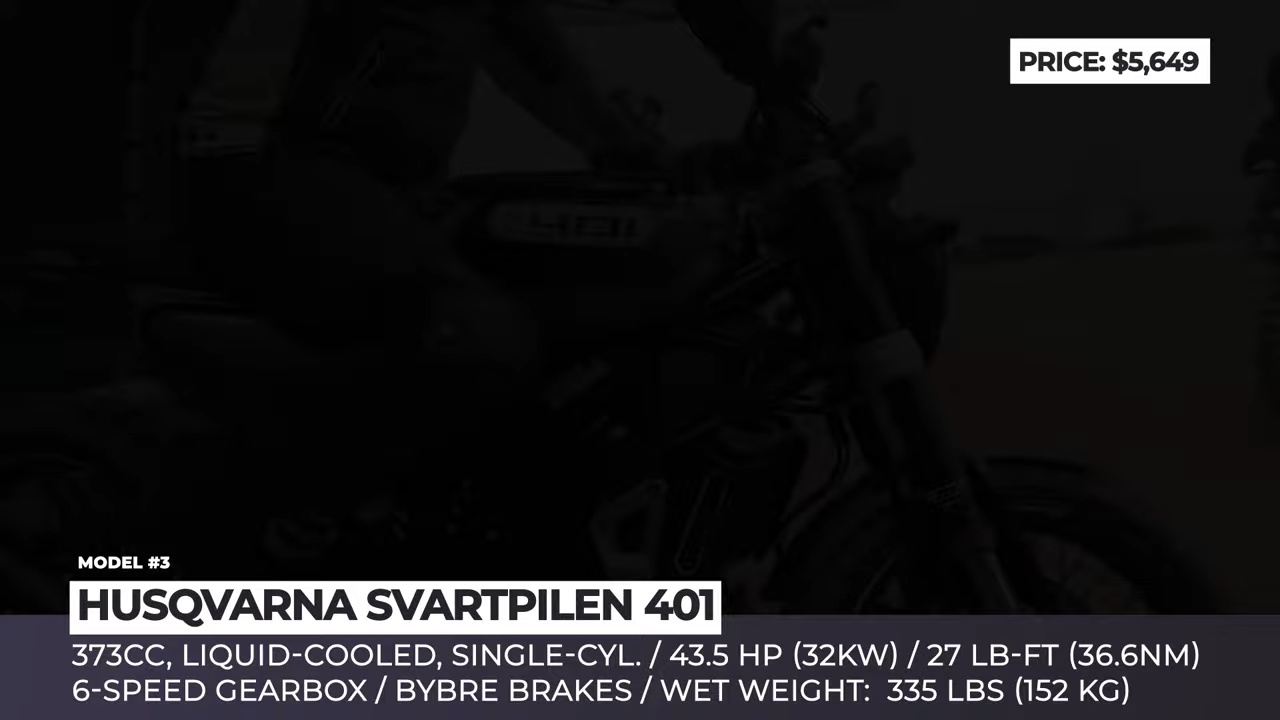 PRICE: $5,649
401
MODEL #3
HUSQVARNA SVARTPILEN 401
373CC, LIQUID-COOLED, SINGLE-CYL. / 43.5 HP (32KW) / 27 LB-FT (36.6NM)
6-SPEED GEARBOX / BYBRE BRAKES / WET WEIGHT: 335 LBS (152 KG)